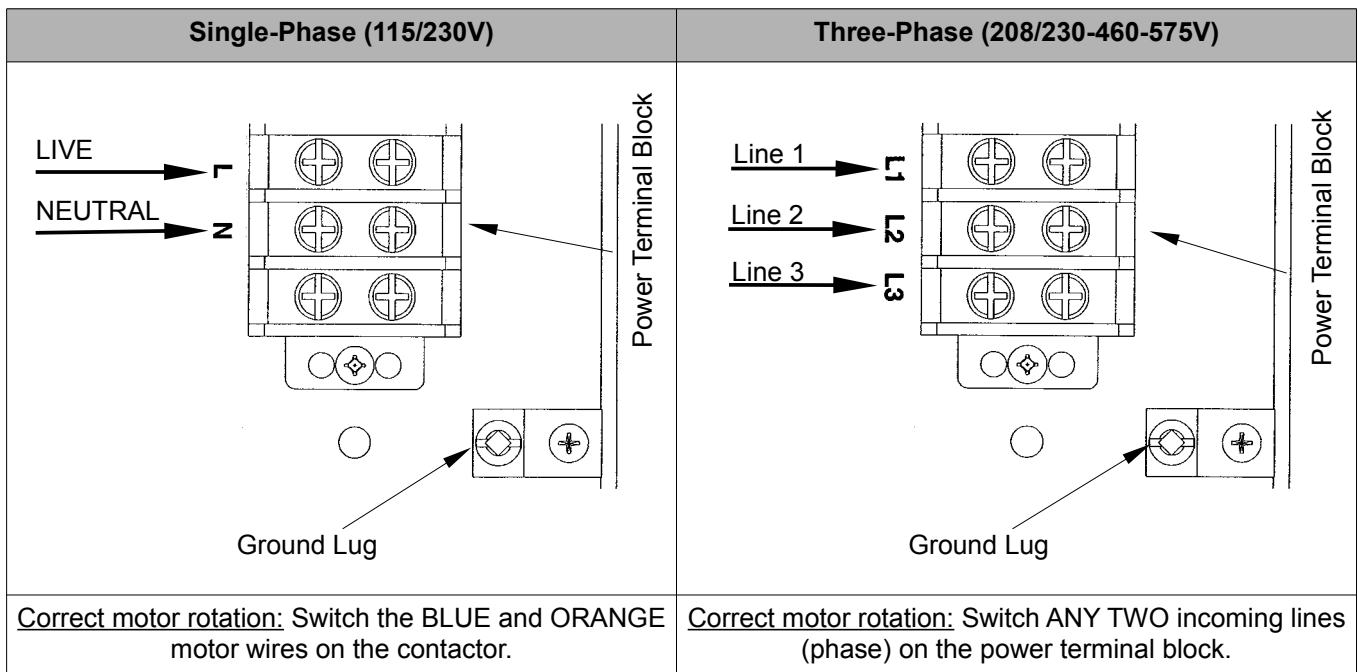 Single-Phase (115/230V)
Three-Phase (208/230-460-575V)
LIVE
L
NEUTRAL
N
Power Terminal Block
Ground Lug
Line 1
L1
Line 2
L2
Line 3
L3
Power Terminal Block
Ground Lug
Correct motor rotation: Switch the BLUE and ORANGE
motor wires on the contactor.
Correct motor rotation: Switch ANY TWO incoming lines
(phase) on the power terminal block.